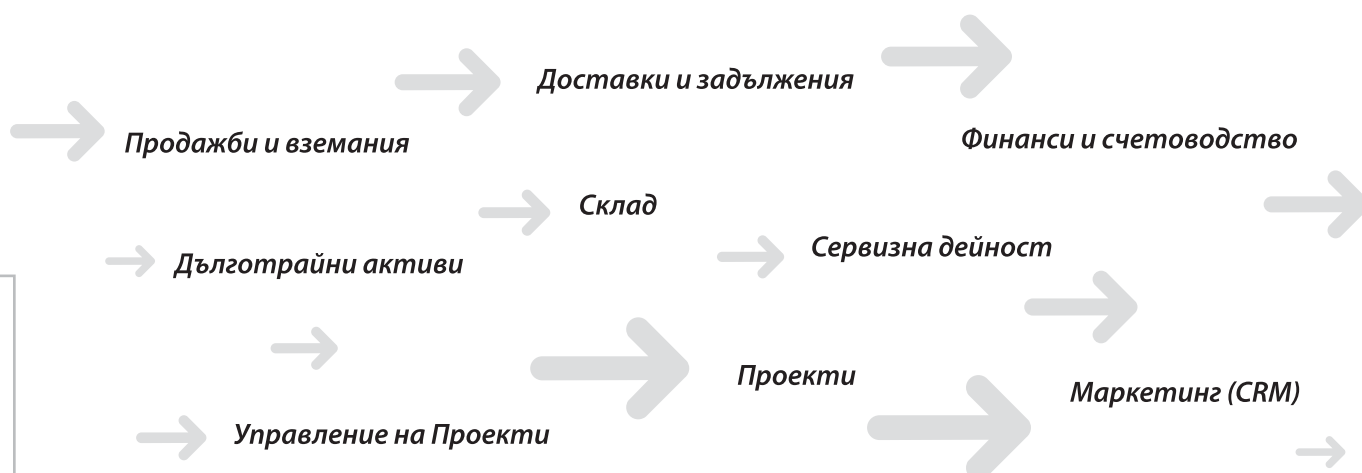 Доставки и задължения
Продажби и вземания
Финанси и счетоводство
Склад
Сервизна дейност
Дълготрайни активи
Проекти
Маркетинг (CRM)
Управление на Проекти